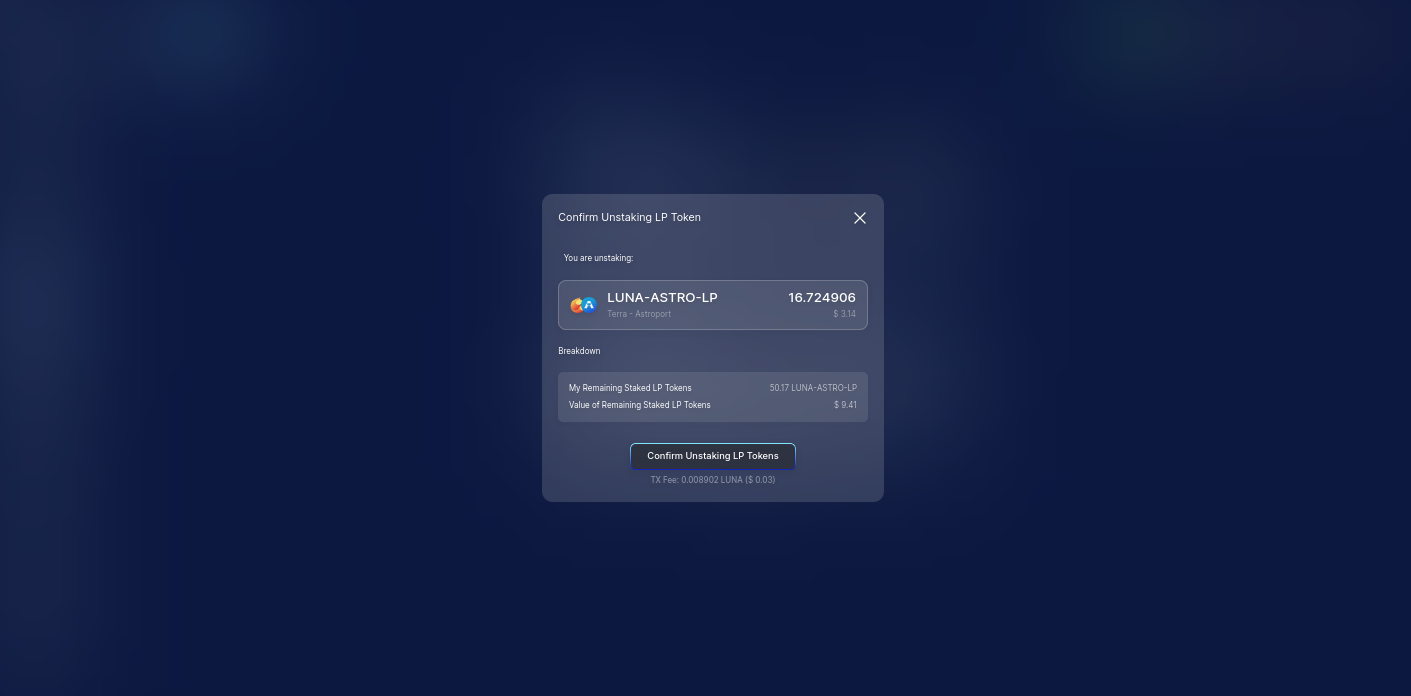 Confirm Unstaking LP Token
You are unstaking:
LUNA-ASTRO-LP 16.724906
Terra - Astroport $ 3.14
Breakdown
My Remaining Staked LP Tokens 50.17 LUNA-ASTRO-LP
Value of Remaining Staked LP Tokens $ 9.41
Confirm Unstaking LP Tokens
TX Fee: 0.008902 LUNA ($ 0.03)